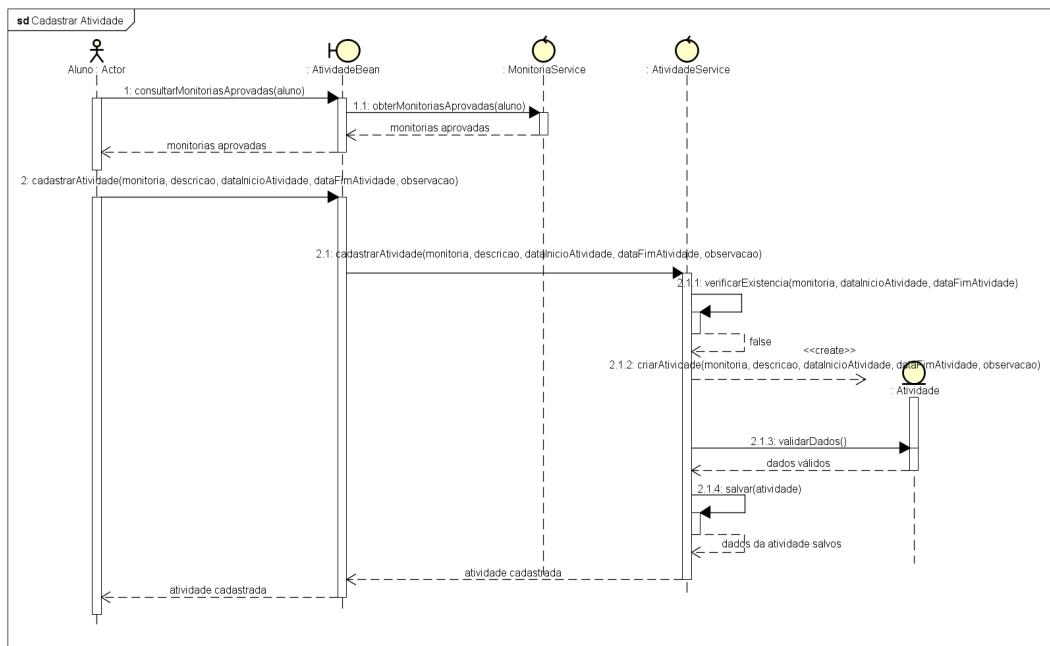 sd Cadastrar Atividade
Aluno : Actor
: AtividadeBean
: MonitoriaService
: AtividadeService
1: consultarMonitoriasAprovadas(aluno)
1.1: obterMonitoriasAprovadas(aluno)
monitorias aprovadas
monitorias aprovadas
2: cadastrarAtividade(monitoria, descricao, dataInicioAtividade, dataFimAtividade, observacao)
2.1: cadastrarAtividade(monitoria, descricao, dataInicioAtividade, dataFimAtividade, observacao)
2.1.1: verificarExistencia(monitoria, dataInicioAtividade, dataFimAtividade)
false
<<create>>
2.1.2: criarAtividade(monitoria, descricao, dataInicioAtividade, dataFimAtividade, observacao)
: Atividade
2.1.3: validarDados()
dados válidos
2.1.4: salvar(atividade)
dados da atividade salvos
atividade cadastrada
atividade cadastrada